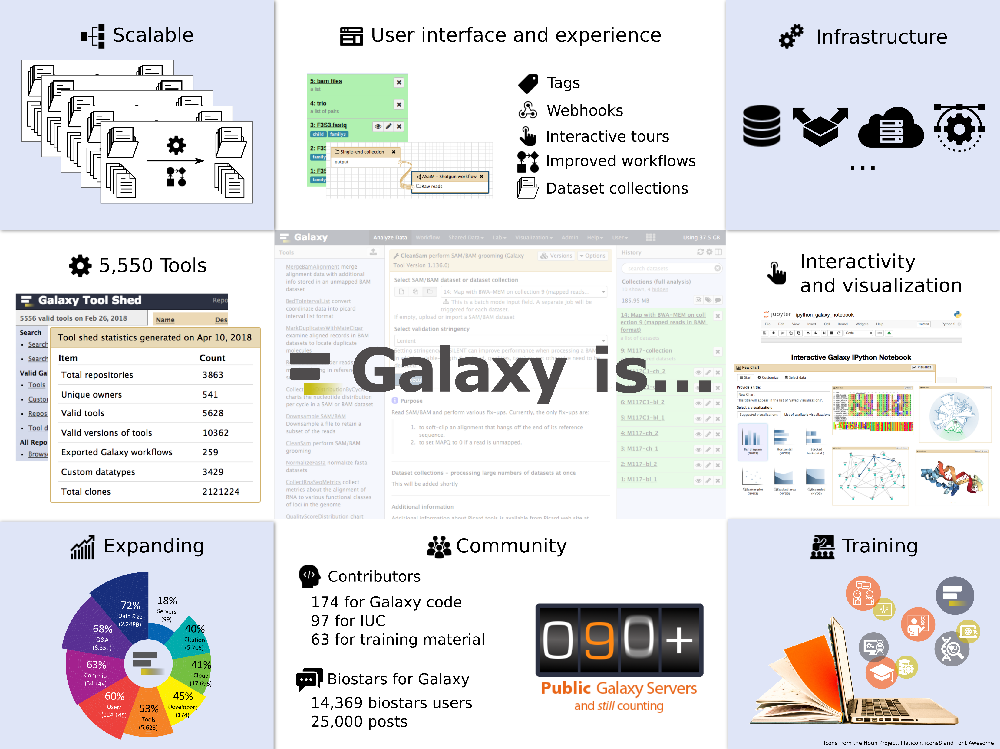 Scalable
User interface and experience
5: bam files
a list
4: trio
a list of pairs
3: F3S3.fastq
child family3
2: F3S
family
1: F3S
family
Single-end collection
output
ASaiM - Shotgun workflow
Raw reads
Tags
Webhooks
Interactive tours
Improved workflows
Dataset collections
Infrastructure
...
5,550 Tools
Galaxy Tool Shed
Repo
5556 valid tools on Feb 26, 2018
Name Des
Search
Search
Search
Valid Gal
Tools
Custor
Reposi
Tool d
All Repo
Browse
Tool shed statistics generated on Apr 10, 2018
Item Count
Total repositories 3863
Unique owners 541
Valid tools 5628
Valid versions of tools 10362
Exported Galaxy workflows 259
Custom datatypes 3429
Total clones 2121224
Galaxy
Analyze Data Workflow Shared Data Lab Visualization Admin Help User
Using 37.5 GB
Tools
MergeBamAlignment merge
alignment data with additional
info stored in an unmapped BAM
dataset
BedToIntervalList convert
coordinate data into picard
interval list format
MarkDuplicatesWithMateCigar
examine aligned records in BAM
datasets to locate duplicate
molecules
der reads
in referen
DistributionByCycle
charts the nucleotide distribution
per cycle in a SAM or BAM dataset
Downsample SAM/BAM
Downsample a file to retain a
subset of the reads
CleanSam perform SAM/BAM
grooming
NormalizeFasta normalize fasta
datasets
CollectRnaSeqMetrics collect
metrics about the alignment of
RNA to various functional classes
of loci in the genome
QualityScoreDistribution chart
CleanSam perform SAM/BAM grooming (Galaxy
Tool Version 1.136.0)
Versions Options
Select SAM/BAM dataset or dataset collection
14: Map with BWA-MEM on collection 9 (mapped reads...
This is a batch mode input field. A separate job will be
triggered for each dataset.
If empty, upload or import a SAM/BAM dataset
Select validation stringency
Lenient
Setting stringency SILENT can improve performance when processing a BAM
Galaxy is...
Purpose
Read SAM/BAM and perform various fix-ups. Currently, the only fix-ups are:
1. to soft-clip an alignment that hangs off the end of its reference
sequence.
2. to set MAPQ to 0 if a read is unmapped.
Dataset collections - processing large numbers of datasets at once
This will be added shortly
Additional information
Additional information about Picard tools is available from Picard web site at
History
search datasets
Collections (full analysis)
10 shown, 4 hidden
185.95 MB
14: Map with BWA-MEM on coll
ection 9 (mapped reads in BAM
format)
a list of datasets
9: M117-collection
paired datasets
6: M117C1-bl_2
5: M117C1-bl_1
4: M117-ch_2
3: M117-ch_1
2: M117-bl_2
1: M117-bl_1
Interactivity
and visualization
jupyter ipython_galaxy_notebook
File Edit View Insert Cell Kernel Widgets Help Trusted Python 2
Code
Interactive Galaxy IPython Notebook
New Chart Visualize
Start Customize Select data
Provide a title:
New Chart
This title will appear in the list of 'Saved Visualizations'.
Select a visualization:
Suggested visualizations List of available visualizations
Bar diagram
(NVD3)
Horizontal
(NVD3)
Stacked
horizontal (...
Scatter plot
(NVD3)
Stacked area
(NVD3)
Expanded
(NVD3)
Expanding
72%
Data Size
(2.24PB)
18%
Servers
(99)
40%
Citation
(5,705)
41%
Cloud
(17,696)
45%
Developers
(174)
53%
Tools
(5,628)
60%
Users
(124,145)
63%
Commits
(34,144)
68%
Q&A
(8,351)
Community
Contributors
174 for Galaxy code
97 for IUC
63 for training material
Biostars for Galaxy
14,369 biostars users
25,000 posts
090+
Public Galaxy Servers
and still counting
Training
Icons from the Noun Project, Flaticon, icons8 and Font Awesome